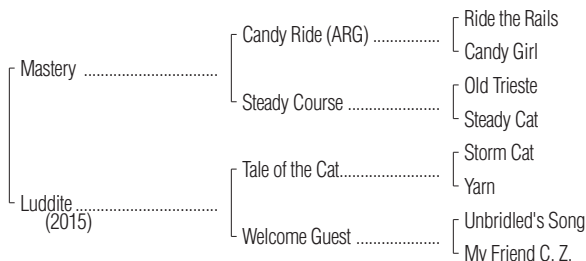 Ride the Rails
Candy Ride (ARG) ..................
Candy Girl
Mastery ....................................
Old Trieste
Steady Course .......................
Steady Cat
Storm Cat
Tale of the Cat..........................
Yarn
Luddite ......................................
(2015)
Unbridled's Song
Welcome Guest ......................
My Friend C. Z.